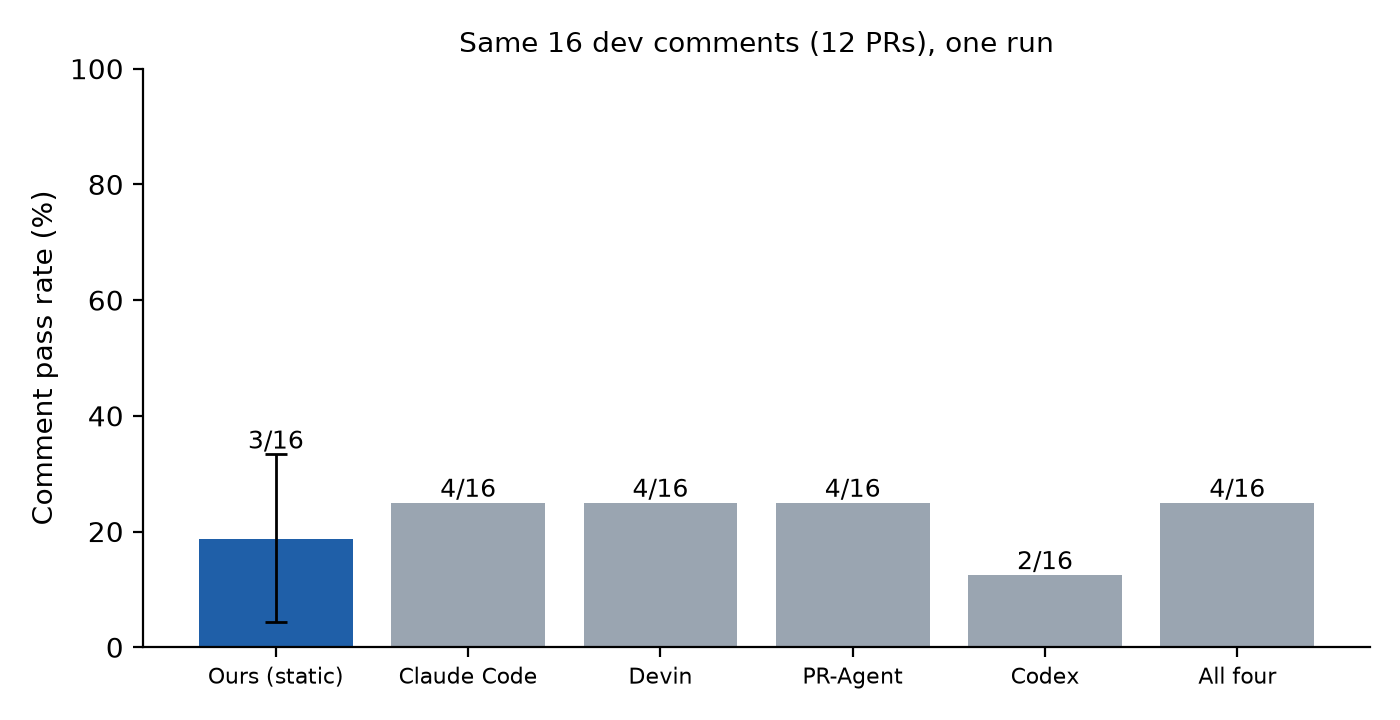 Same 16 dev comments (12 PRs), one run
Comment pass rate (%)
100
80
60
40
20
0
3/16
4/16
4/16
4/16
2/16
4/16
Ours (static)
Claude Code
Devin
PR-Agent
Codex
All four